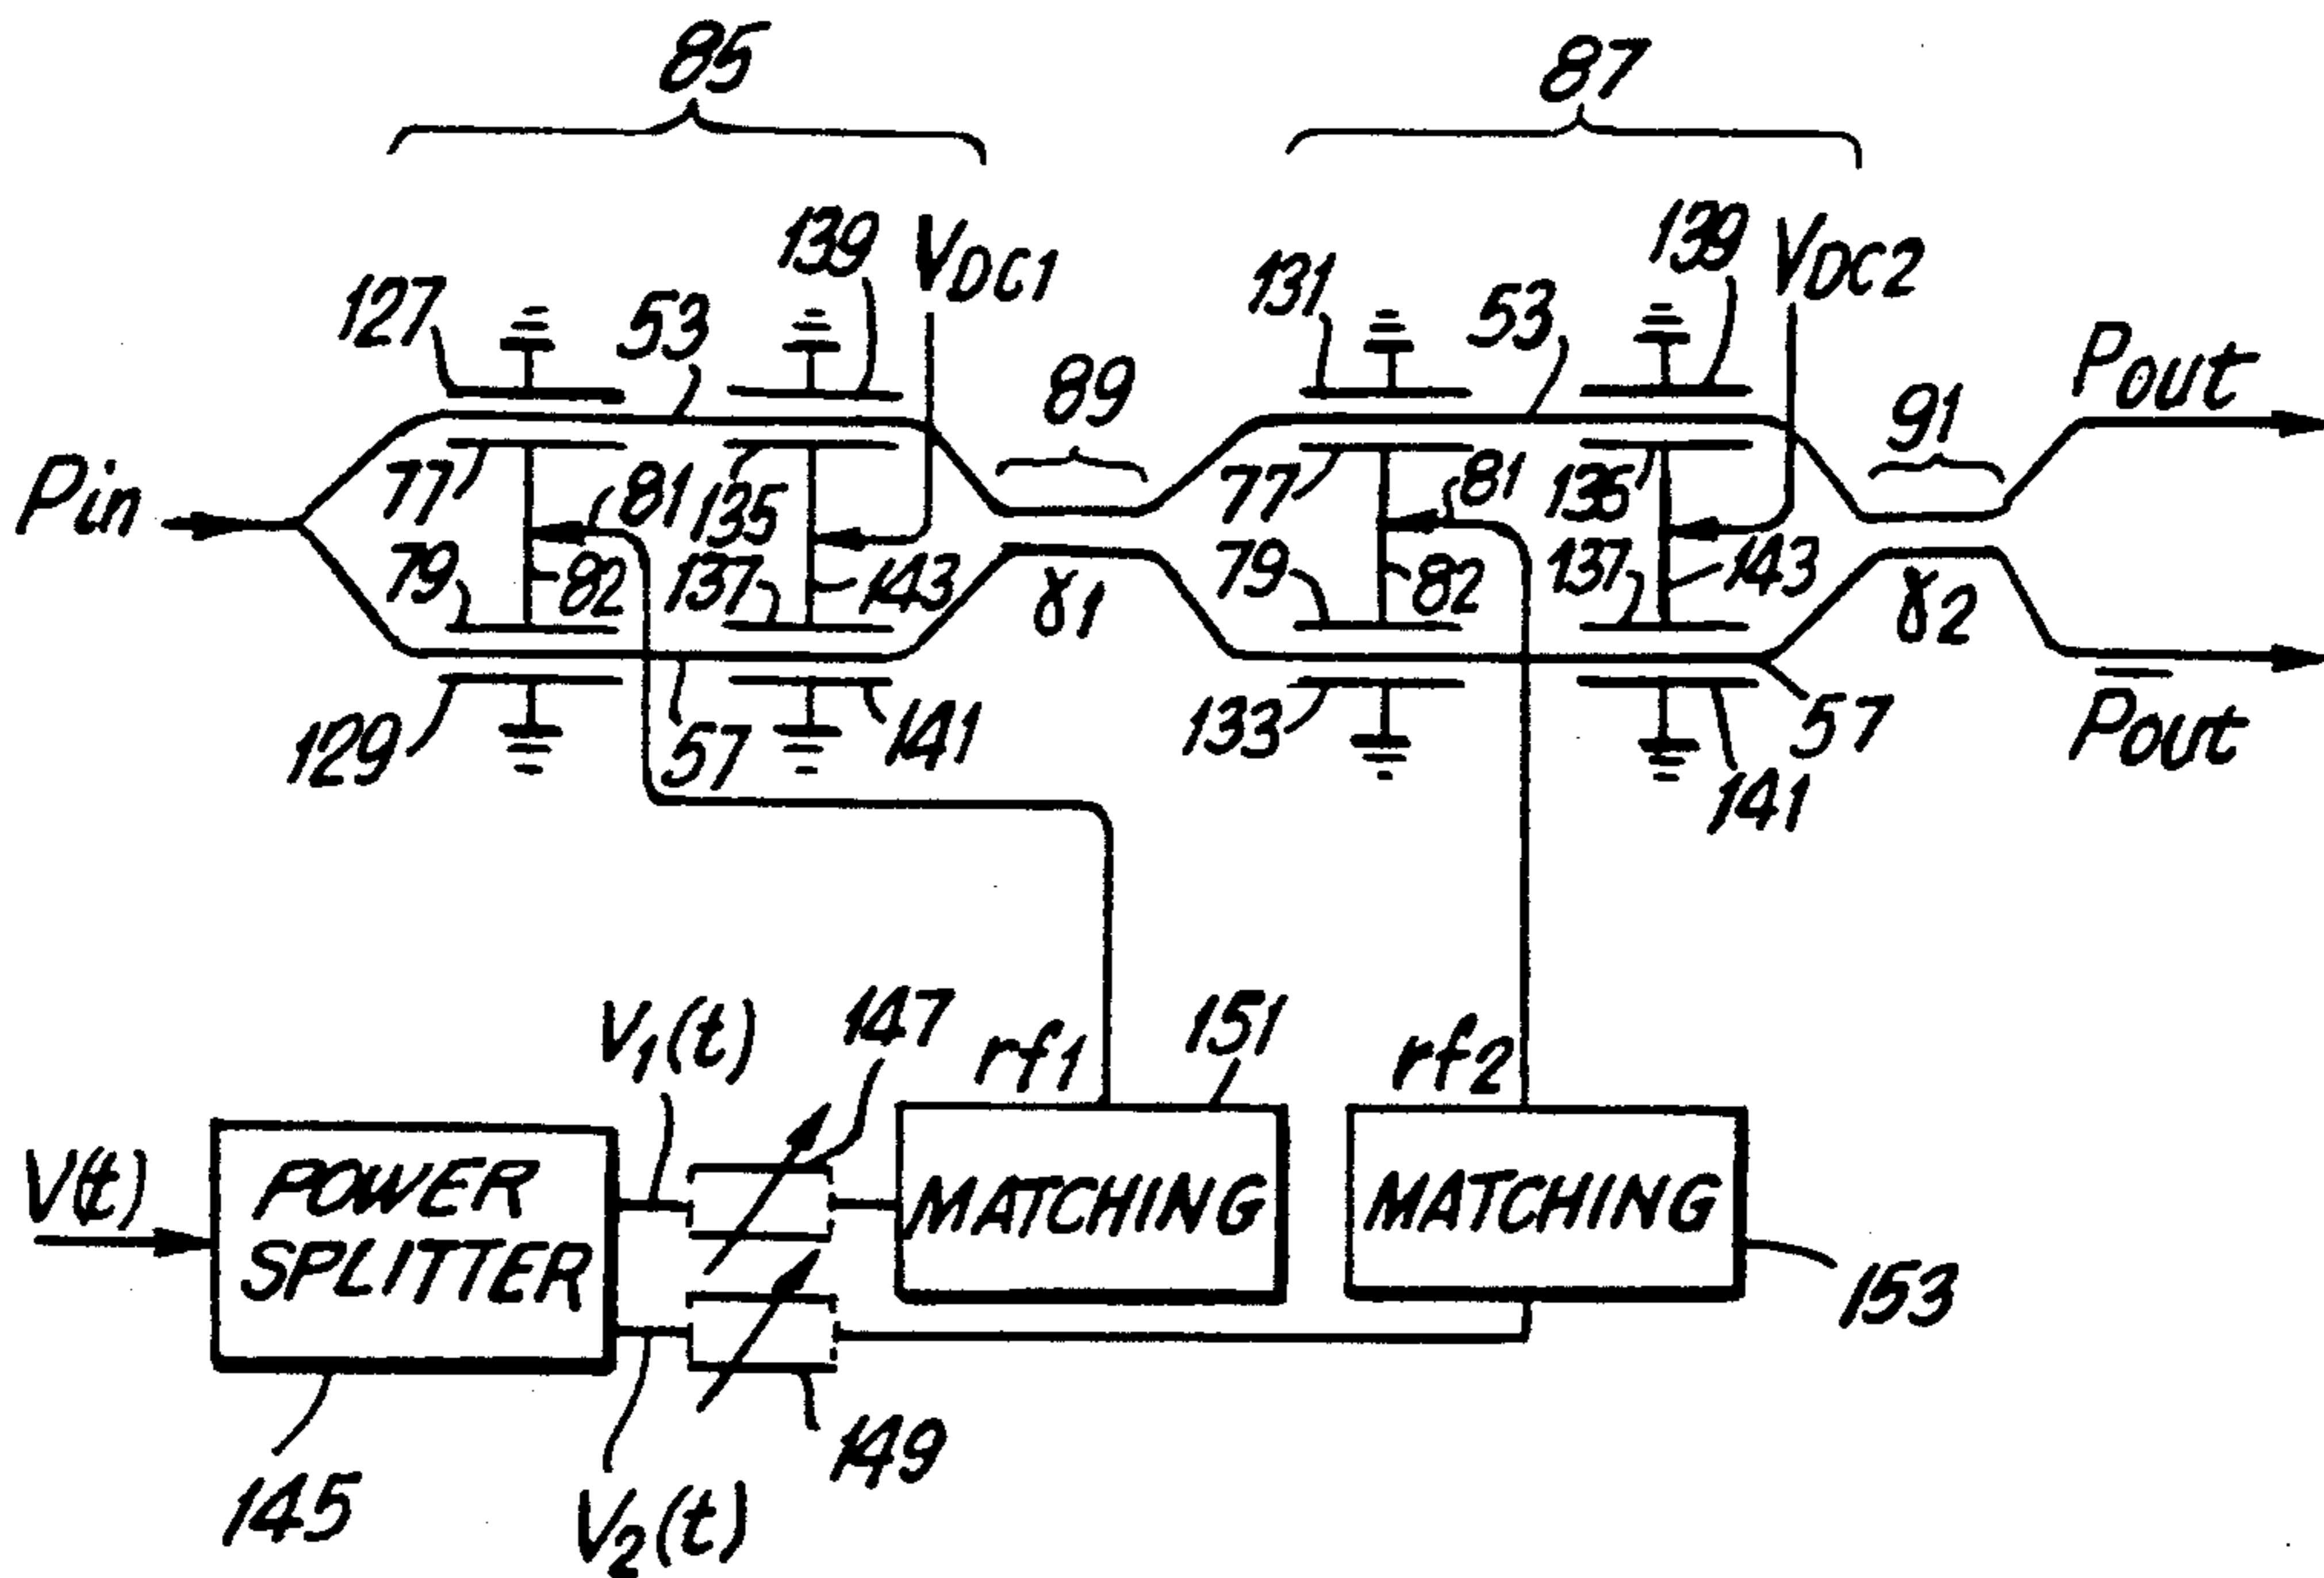 85
87
139
VDC1
139
VDC2
127
53
131
53
89
91
Pout
Pin
77
81
135
77
81
135
79
82
137
143
γ1
79
82
137
143
γ2
129
57
141
133
57
141
Pout
V1(t)
147
rf1
151
rf2
V(t)
POWER
SPLITTER
MATCHING
MATCHING
153
149
145
V2(t)